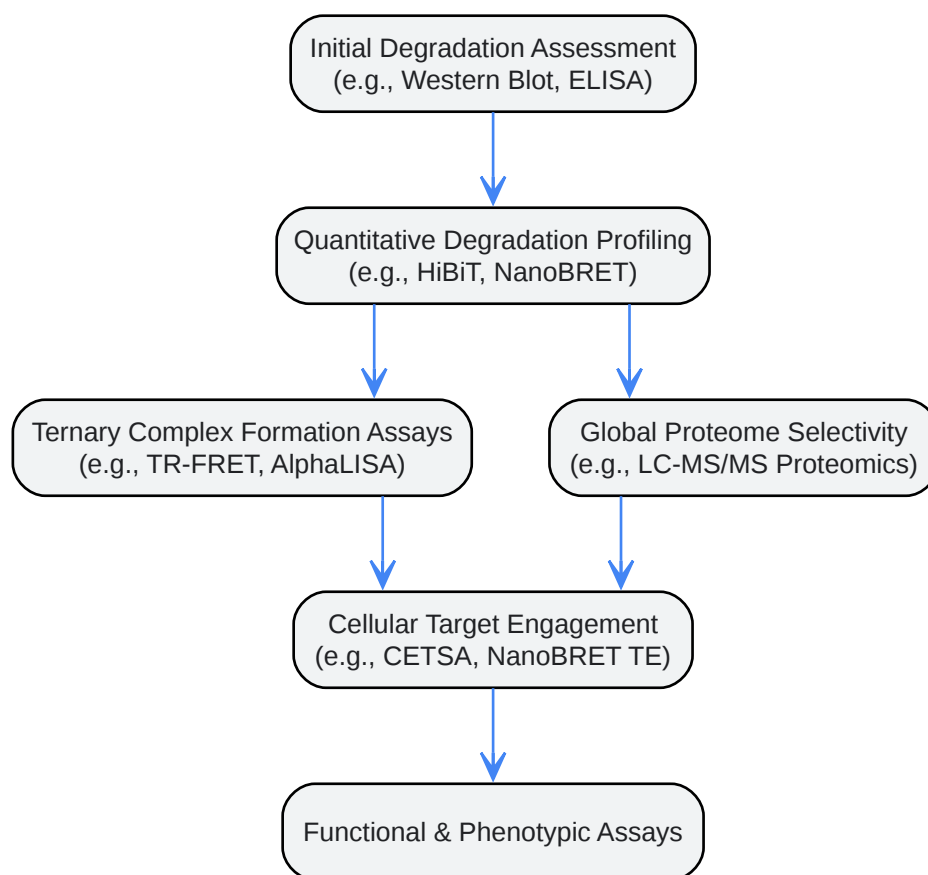 Initial Degradation Assessment
(e.g., Western Blot, ELISA)
Quantitative Degradation Profiling
(e.g., HiBiT, NanoBRET)
Ternary Complex Formation Assays
(e.g., TR-FRET, AlphaLISA)
Global Proteome Selectivity
(e.g., LC-MS/MS Proteomics)
Cellular Target Engagement
(e.g., CETSA, NanoBRET TE)
Functional & Phenotypic Assays